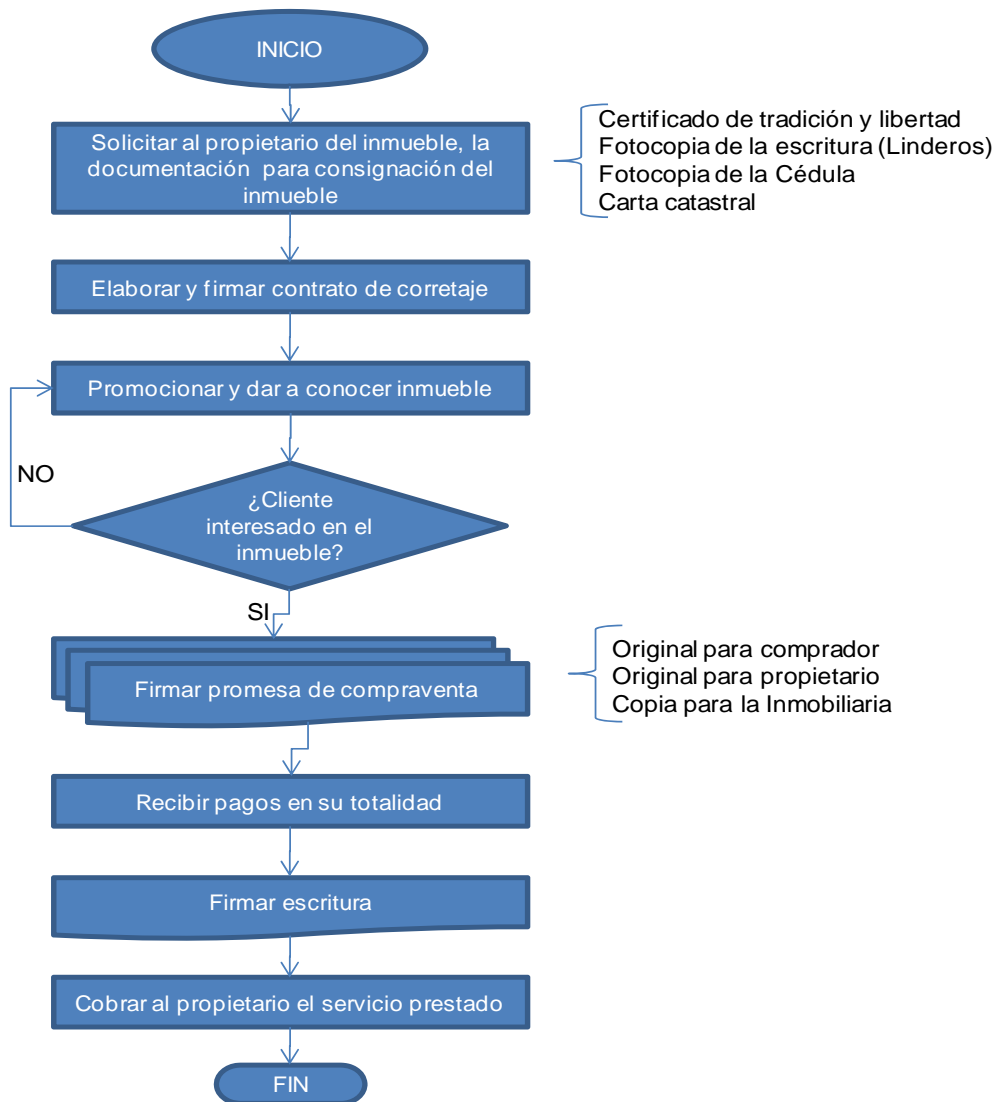 INICIO
Solicitar al propietario del inmueble, la
documentación para consignación del
inmueble
Certificado de tradición y libertad
Fotocopia de la escritura (Linderos)
Fotocopia de la Cédula
Carta catastral
Elaborar y firmar contrato de corretaje
Promocionar y dar a conocer inmueble
NO
¿Cliente
interesado en el
inmueble?
SI
Firmar promesa de compraventa
Original para comprador
Original para propietario
Copia para la Inmobiliaria
Recibir pagos en su totalidad
Firmar escritura
Cobrar al propietario el servicio prestado
FIN